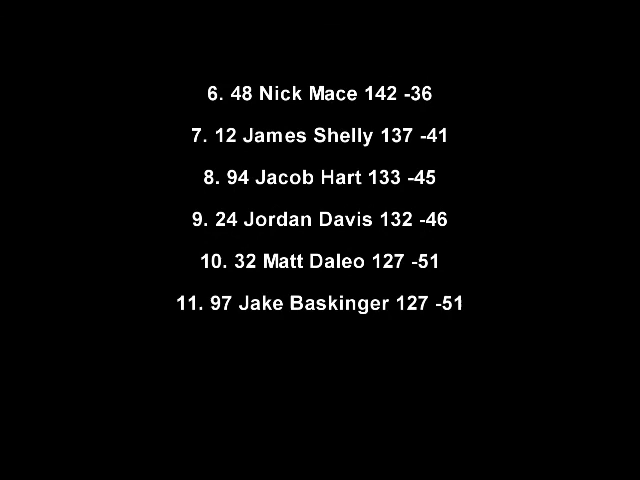 6. 48 Nick Mace 142 -36
7. 12 James Shelly 137 -41
8. 94 Jacob Hart 133 -45
9. 24 Jordan Davis 132 -46
10. 32 Matt Daleo 127 -51
11. 97 Jake Baskinger 127 -51